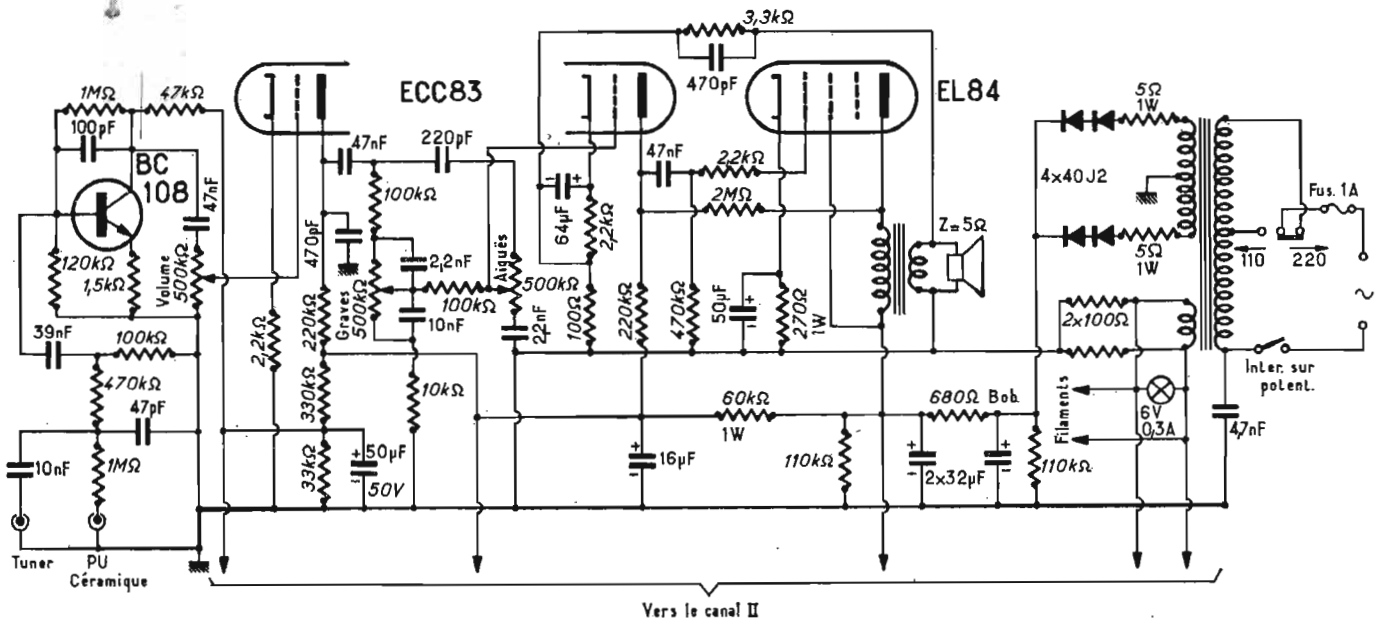 3,3kΩ
470pF
1MΩ
47kΩ
100pF
BC
108
47nF
120kΩ
1,5kΩ
Volume
500kΩ
39nF
100kΩ
470kΩ
47pF
10nF
1MΩ
Tuner
PU
Céramique
ECC83
47nF
220pF
100kΩ
470pF
2,2nF
Graves
500kΩ
100kΩ
Aiguës
500kΩ
10nF
22nF
2,2kΩ
220kΩ
330kΩ
33kΩ
10kΩ
50µF
50V
64µF
2,2kΩ
100Ω
220kΩ
47nF
2,2kΩ
2MΩ
470kΩ
50µF
270Ω
1W
EL84
Z=5Ω
60kΩ
1W
16µF
110kΩ
680Ω Bob.
2x32µF
110kΩ
5Ω
1W
4x40J2
5Ω
1W
2x100Ω
Filaments
6V
0,3A
110
220
Fus. 1A
~
Inter. sur
potent.
4,7nF
Vers le canal II